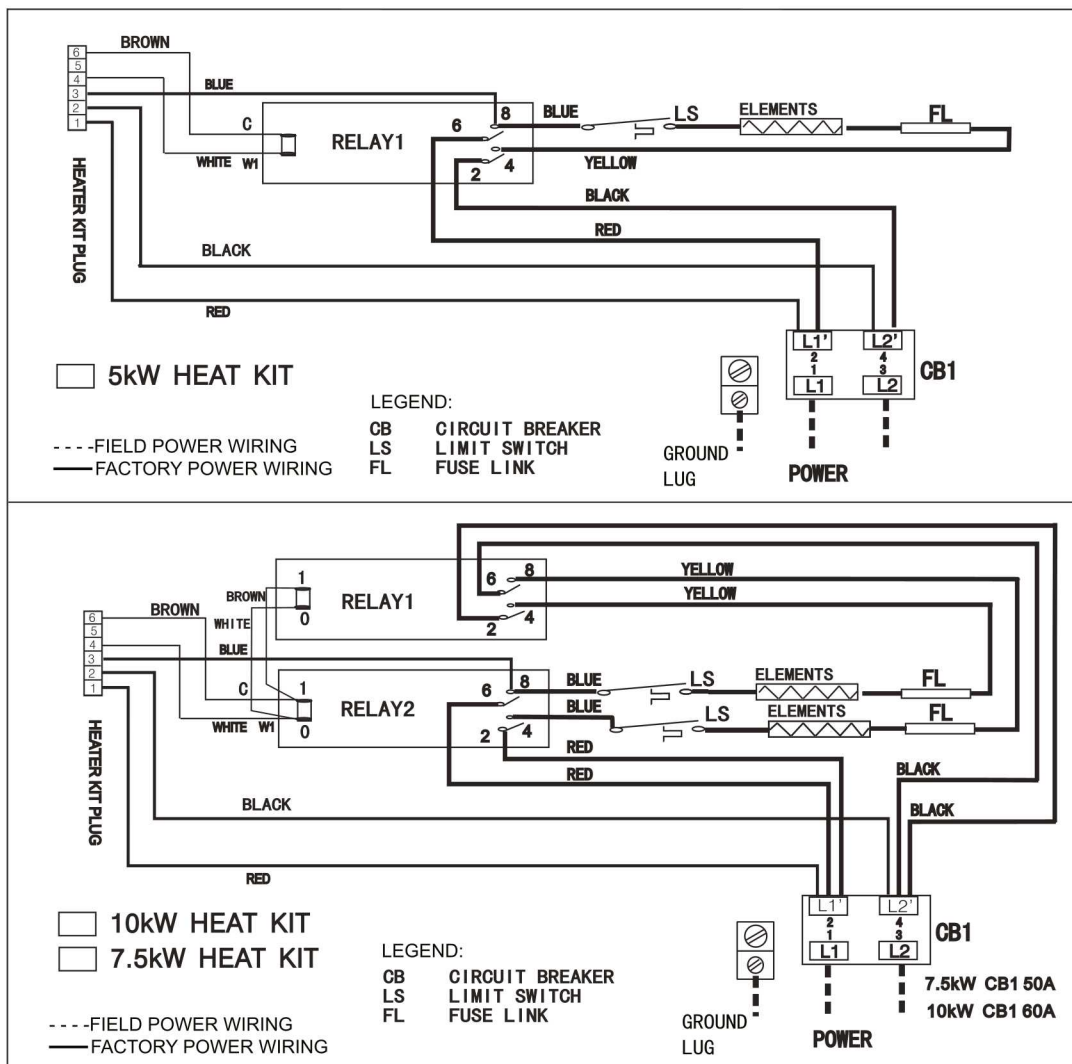 BROWN
6
5
4
3
2
1
BLUE
C
RELAY1
WHITE W1
6
8
2
4
BLUE
LS
ELEMENTS
FL
YELLOW
BLACK
RED
BLACK
RED
HEATER KIT PLUG
L1' L2'
2 4
1 3
L1 L2
CB1
5kW HEAT KIT
LEGEND:
CB CIRCUIT BREAKER
LS LIMIT SWITCH
FL FUSE LINK
----FIELD POWER WIRING
FACTORY POWER WIRING
GROUND
LUG
POWER
1
BROWN
RELAY1
WHITE
0
6
8
2
4
YELLOW
YELLOW
BROWN
6
5
4
3
2
1
BLUE
C
1
RELAY2
WHITE W1
0
6
8
2
4
BLUE
LS
ELEMENTS
FL
BLUE
LS
ELEMENTS
FL
RED
RED
BLACK
BLACK
BLACK
RED
HEATER KIT PLUG
L1' L2'
2 4
1 3
L1 L2
CB1
10kW HEAT KIT
7.5kW HEAT KIT
LEGEND:
CB CIRCUIT BREAKER
LS LIMIT SWITCH
FL FUSE LINK
----FIELD POWER WIRING
FACTORY POWER WIRING
GROUND
LUG
POWER
7.5kW CB1 50A
10kW CB1 60A